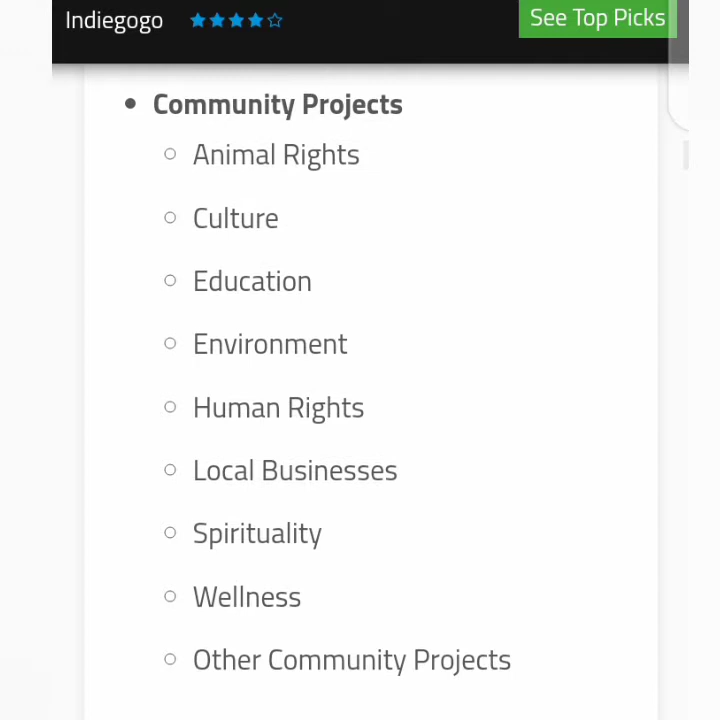 Indiegogo
See Top Picks
Community Projects
Animal Rights
Culture
Education
Environment
Human Rights
Local Businesses
Spirituality
Wellness
Other Community Projects